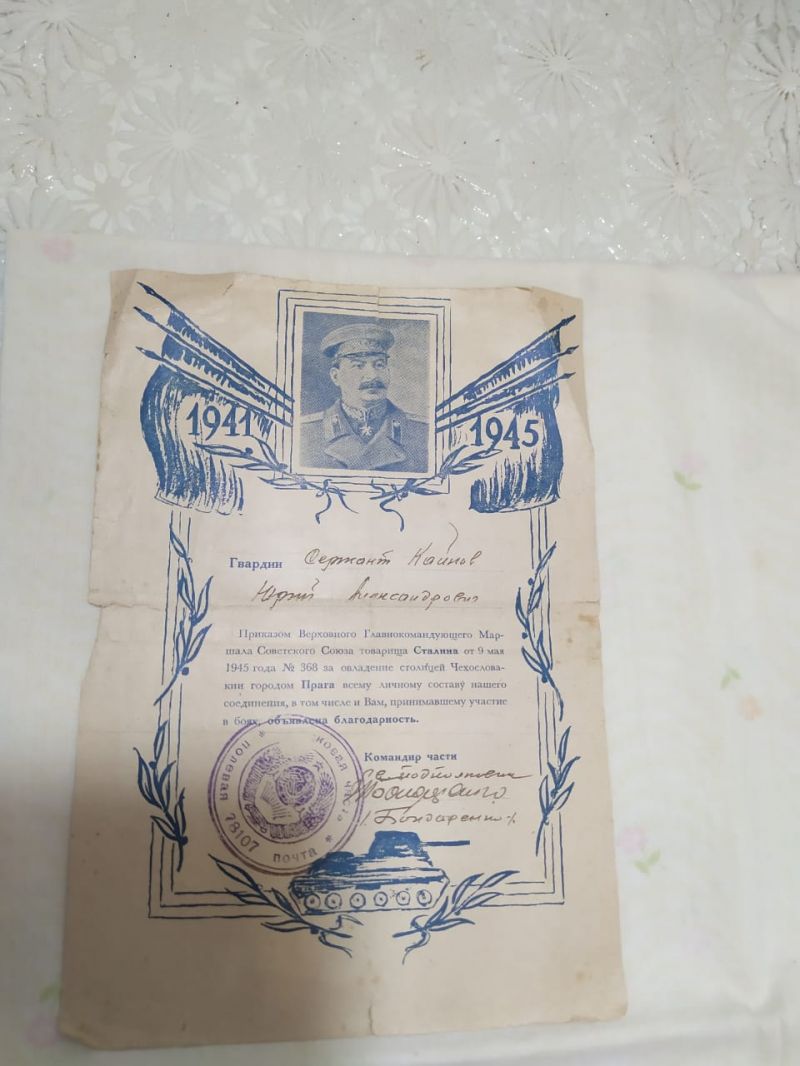 1941
1945
Гвардии Сержант Каинов
Юрий Александрович
Приказом Верховного Главнокомандующего Мар-
шала Советского Союза товарища Сталина от 9 мая
1945 года № 368 за овладение столицей Чехослова-
кии городом Прага всему личному составу нашего
соединения, в том числе и Вам, принимавшему участие
в боях, объявлена благодарность.
Командир части
/Бондаренко/
полевая почта 78107